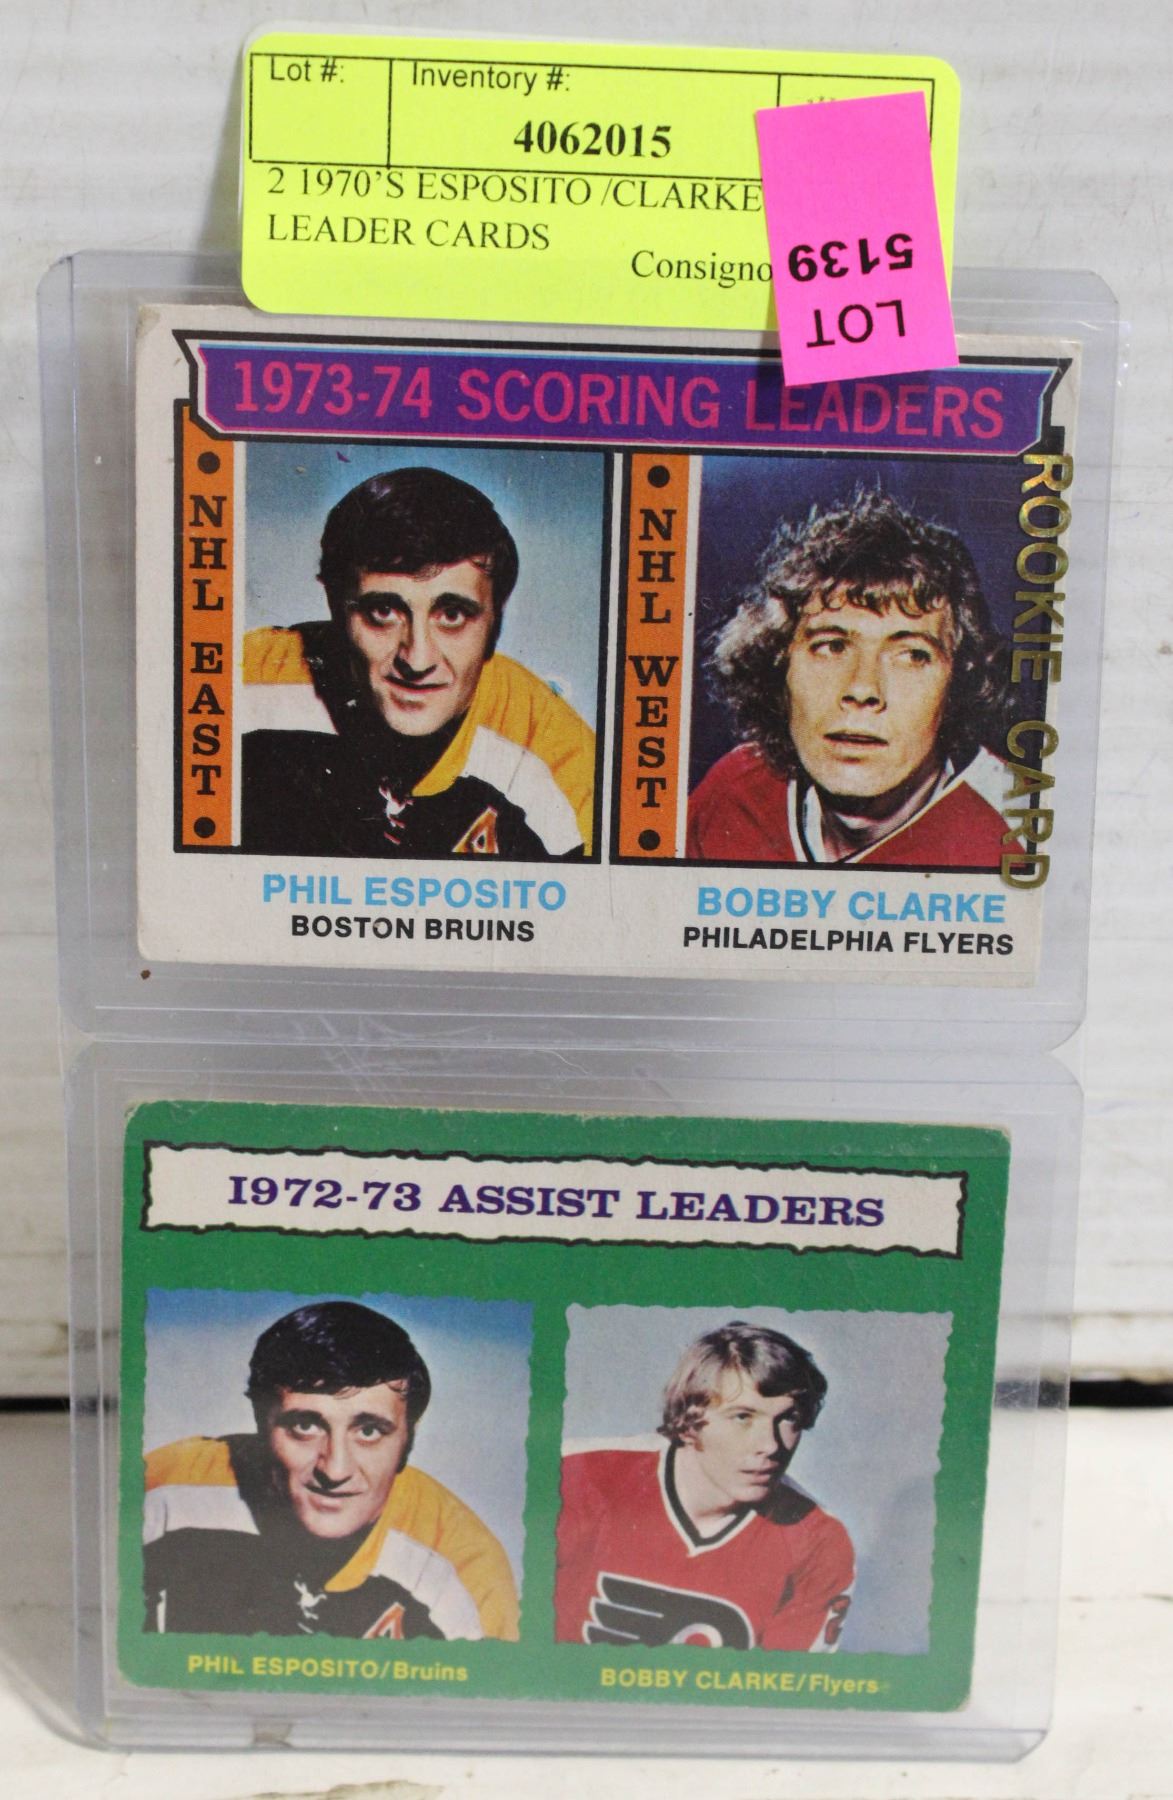 Lot #:
Inventory #:
4062015
2 1970'S ESPOSITO /CLARKE
LEADER CARDS
Consigno
LOT
5139
1973-74 SCORING LEADERS
NHL EAST
NHL WEST
ROOKIE CARD
PHIL ESPOSITO
BOSTON BRUINS
BOBBY CLARKE
PHILADELPHIA FLYERS
1972-73 ASSIST LEADERS
PHIL ESPOSITO/Bruins
BOBBY CLARKE/Flyers